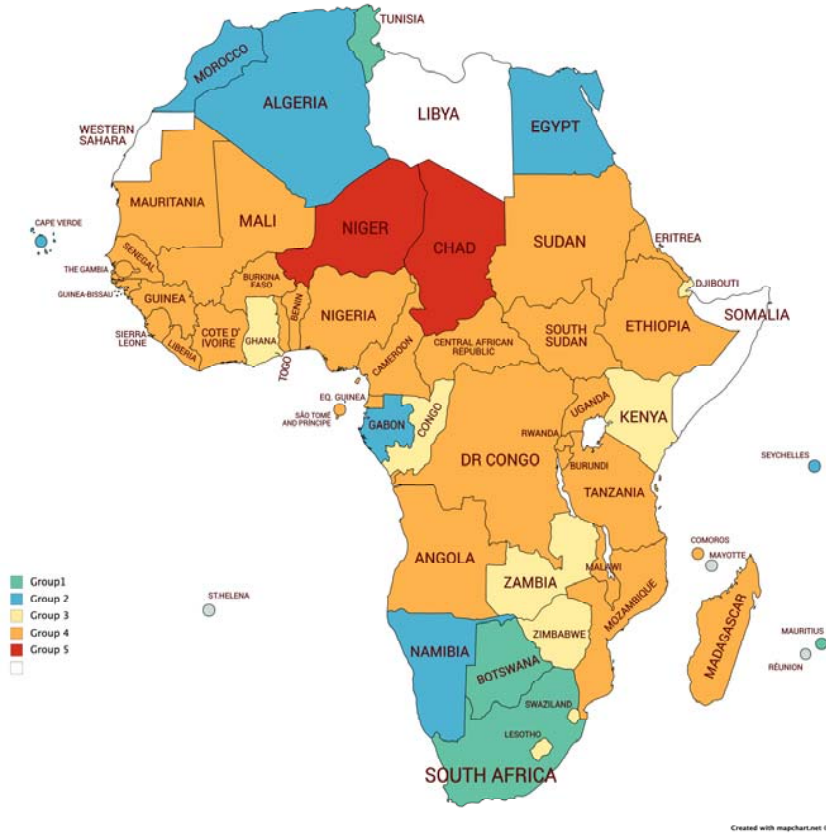 TUNISIA
MOROCCO
ALGERIA
LIBYA
EGYPT
WESTERN
SAHARA
MAURITANIA
MALI
NIGER
CHAD
SUDAN
ERITREA
CAPE VERDE
SENEGAL
THE GAMBIA
GUINEA-BISSAU
GUINEA
BURKINA
FASO
BENIN
NIGERIA
DJIBOUTI
SOMALIA
ETHIOPIA
SOUTH
SUDAN
CENTRAL AFRICAN
REPUBLIC
CAMEROON
SIERRA
LEONE
LIBERIA
COTE D'
IVOIRE
GHANA
TOGO
EQ. GUINEA
SÃO TOMÉ
AND PRÍNCIPE
GABON
CONGO
DR CONGO
UGANDA
KENYA
RWANDA
BURUNDI
TANZANIA
SEYCHELLES
COMOROS
MAYOTTE
ANGOLA
ZAMBIA
MALAWI
MOZAMBIQUE
MADAGASCAR
ZIMBABWE
ST.HELENA
MAURITIUS
RÉUNION
NAMIBIA
BOTSWANA
SWAZILAND
LESOTHO
SOUTH AFRICA
Group1
Group 2
Group 3
Group 4
Group 5
Created with mapchart.net ©